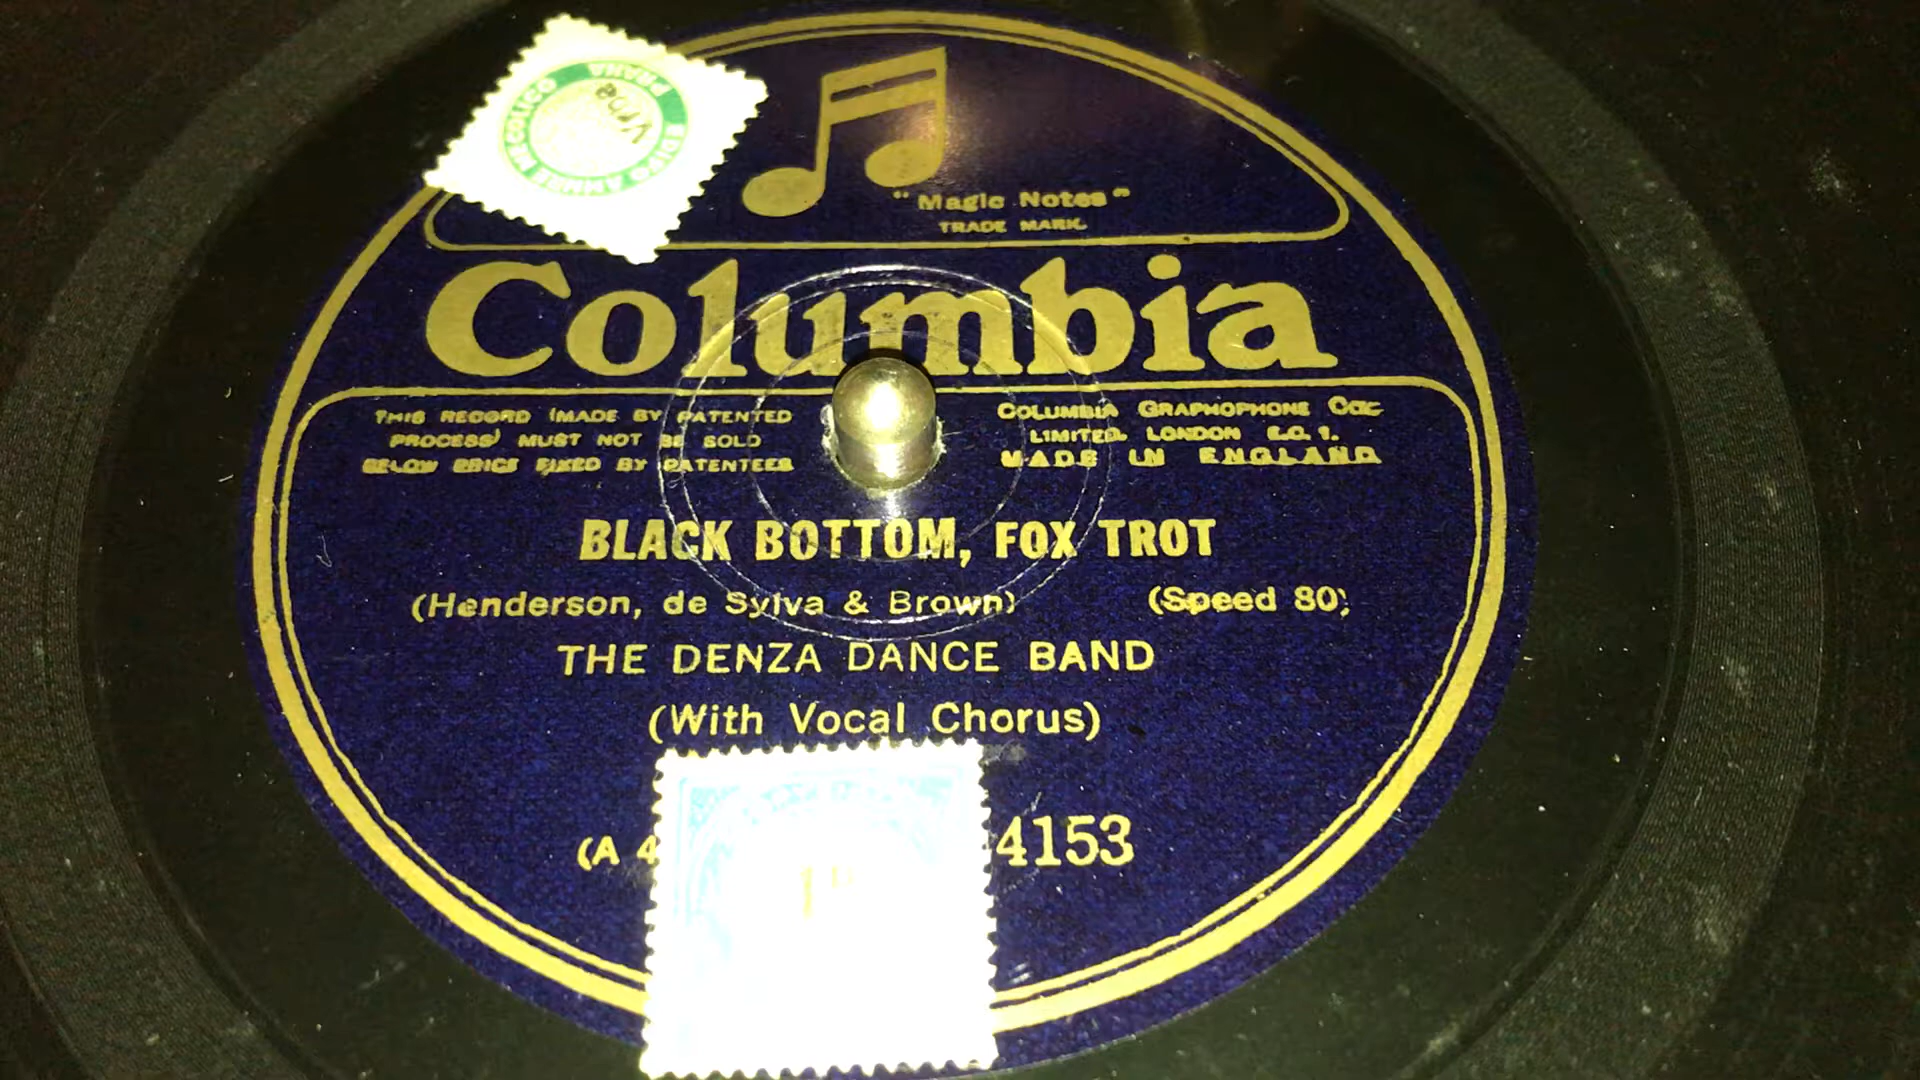 "Magic Notes"
TRADE MARK.
Columbia
THIS RECORD (MADE BY PATENTED
PROCESS) MUST NOT BE SOLD
BELOW PRICE FIXED BY PATENTEES
COLUMBIA GRAPHOPHONE
LIMITED. LONDON E.C. 1.
MADE IN ENGLAND
BLACK BOTTOM, FOX TROT
(Henderson, de Sylva & Brown) (Speed 80)
THE DENZA DANCE BAND
(With Vocal Chorus)
(A 4 4153
PRAHA